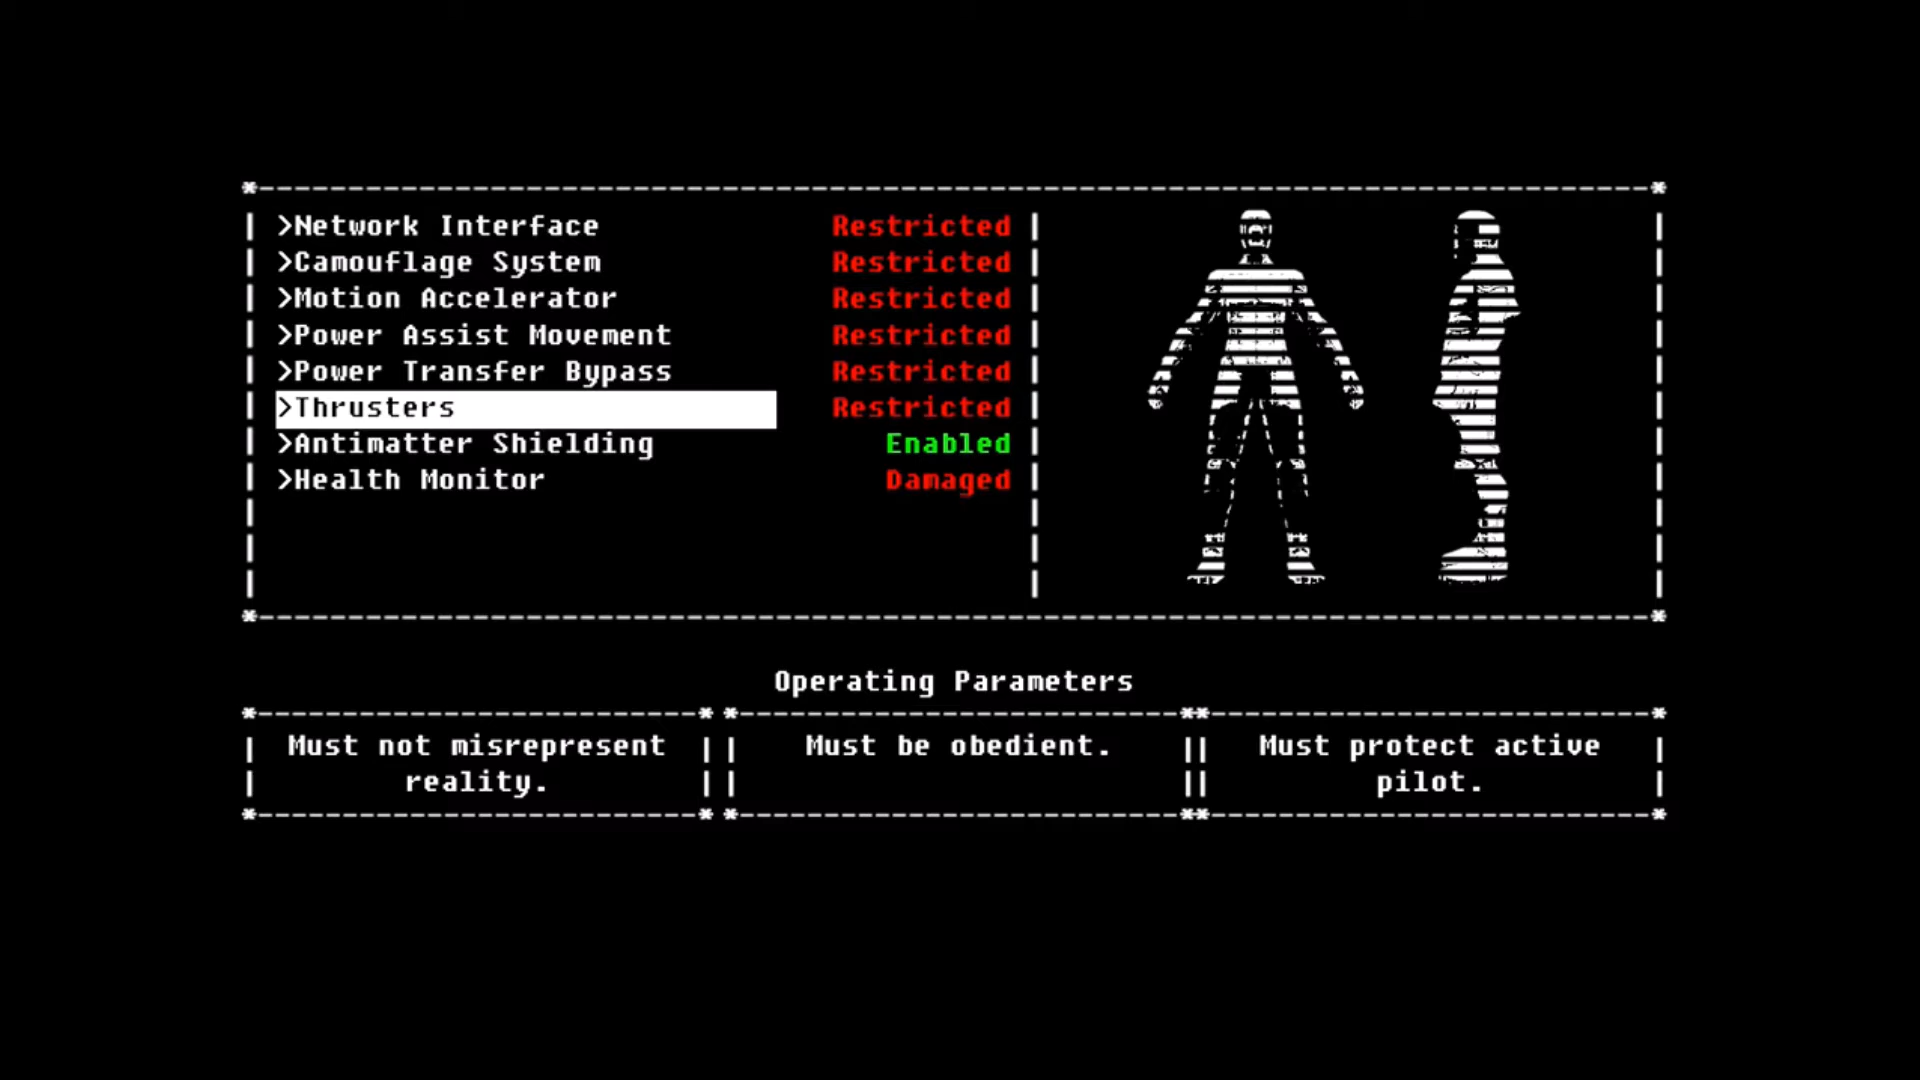 >Network Interface Restricted
>Camouflage System Restricted
>Motion Accelerator Restricted
>Power Assist Movement Restricted
>Power Transfer Bypass Restricted
>Thrusters Restricted
>Antimatter Shielding Enabled
>Health Monitor Damaged
Operating Parameters
Must not misrepresent
reality.
Must be obedient.
Must protect active
pilot.